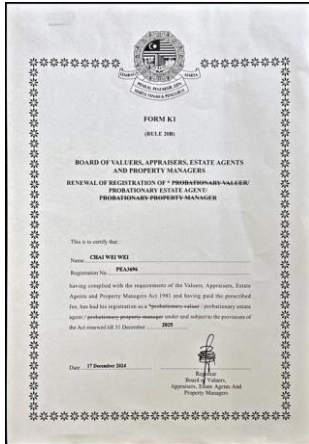 FORM K1
(RULE 20B)
BOARD OF VALUERS, APPRAISERS, ESTATE AGENTS
AND PROPERTY MANAGERS
RENEWAL OF REGISTRATION OF * PROBATIONARY VALUER/
PROBATIONARY ESTATE AGENT/
PROBATIONARY PROPERTY MANAGER
This is to certify that :
Name CHAI WEI WEI
Registration No. PEA3696
having complied with the requirements of the Valuers, Appraisers, Estate
Agents and Property Managers Act 1981 and having paid the prescribed
fee, has had his registration as a *probationary valuer / probationary estate
agent / probationary property manager under and subject to the provisions of
the Act renewed till 31 December 2025
Date 17 December 2024
Registrar
Board of Valuers,
Appraisers, Estate Agents And
Property Managers